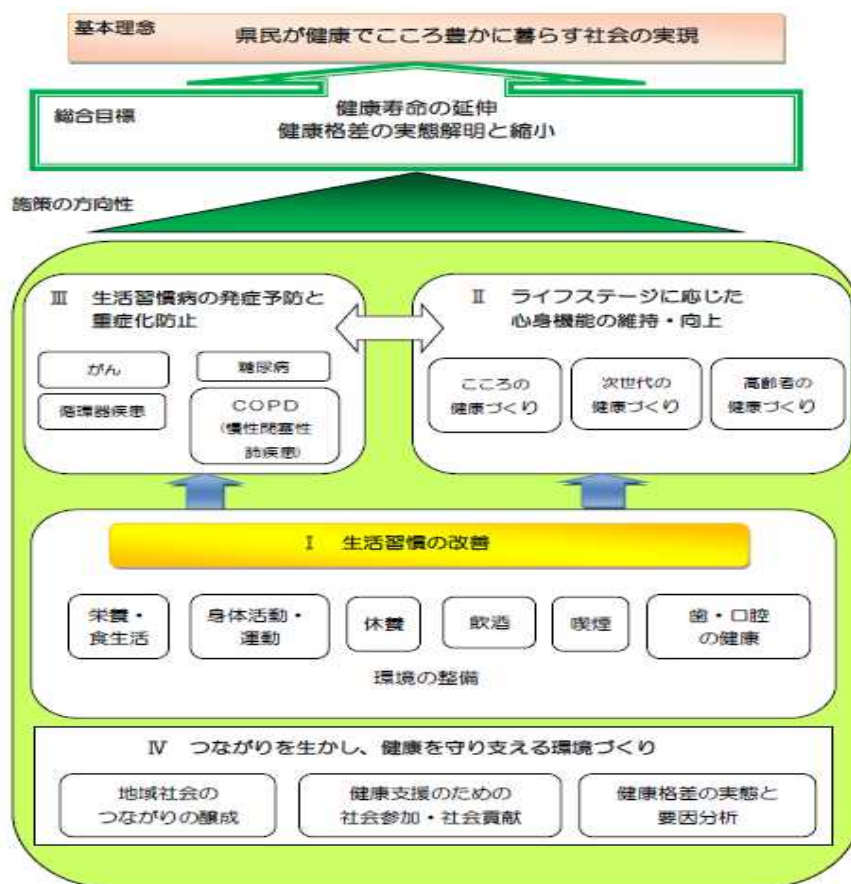 基本理念 県民が健康でこころ豊かに暮らす社会の実現
総合目標
健康寿命の延伸
健康格差の実態解明と縮小
施策の方向性
Ⅲ 生活習慣病の発症予防と
重症化防止
がん
糖尿病
循環器疾患
COPD
(慢性閉塞性
肺疾患)
Ⅱ ライフステージに応じた
心身機能の維持・向上
こころの
健康づくり
次世代の
健康づくり
高齢者の
健康づくり
Ⅰ 生活習慣の改善
栄養・
食生活
身体活動・
運動
休養
飲酒
喫煙
歯・口腔
の健康
環境の整備
Ⅳ つながりを生かし、健康を守り支える環境づくり
地域社会の
つながりの醸成
健康支援のための
社会参加・社会貢献
健康格差の実態と
要因分析